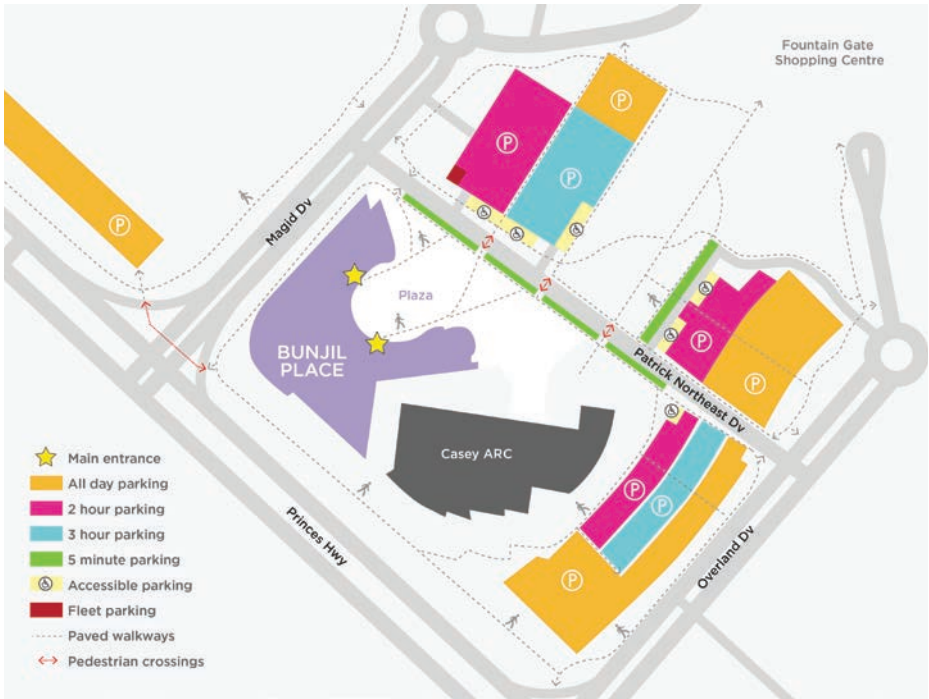 Fountain Gate
Shopping Centre
P
P
P
P
Magid Dv
Plaza
BUNJIL
PLACE
Patrick Northeast Dv
P
P
Casey ARC
P
P
P
Princes Hwy
Overland Dv
Main entrance
All day parking
2 hour parking
3 hour parking
5 minute parking
Accessible parking
Fleet parking
Paved walkways
Pedestrian crossings